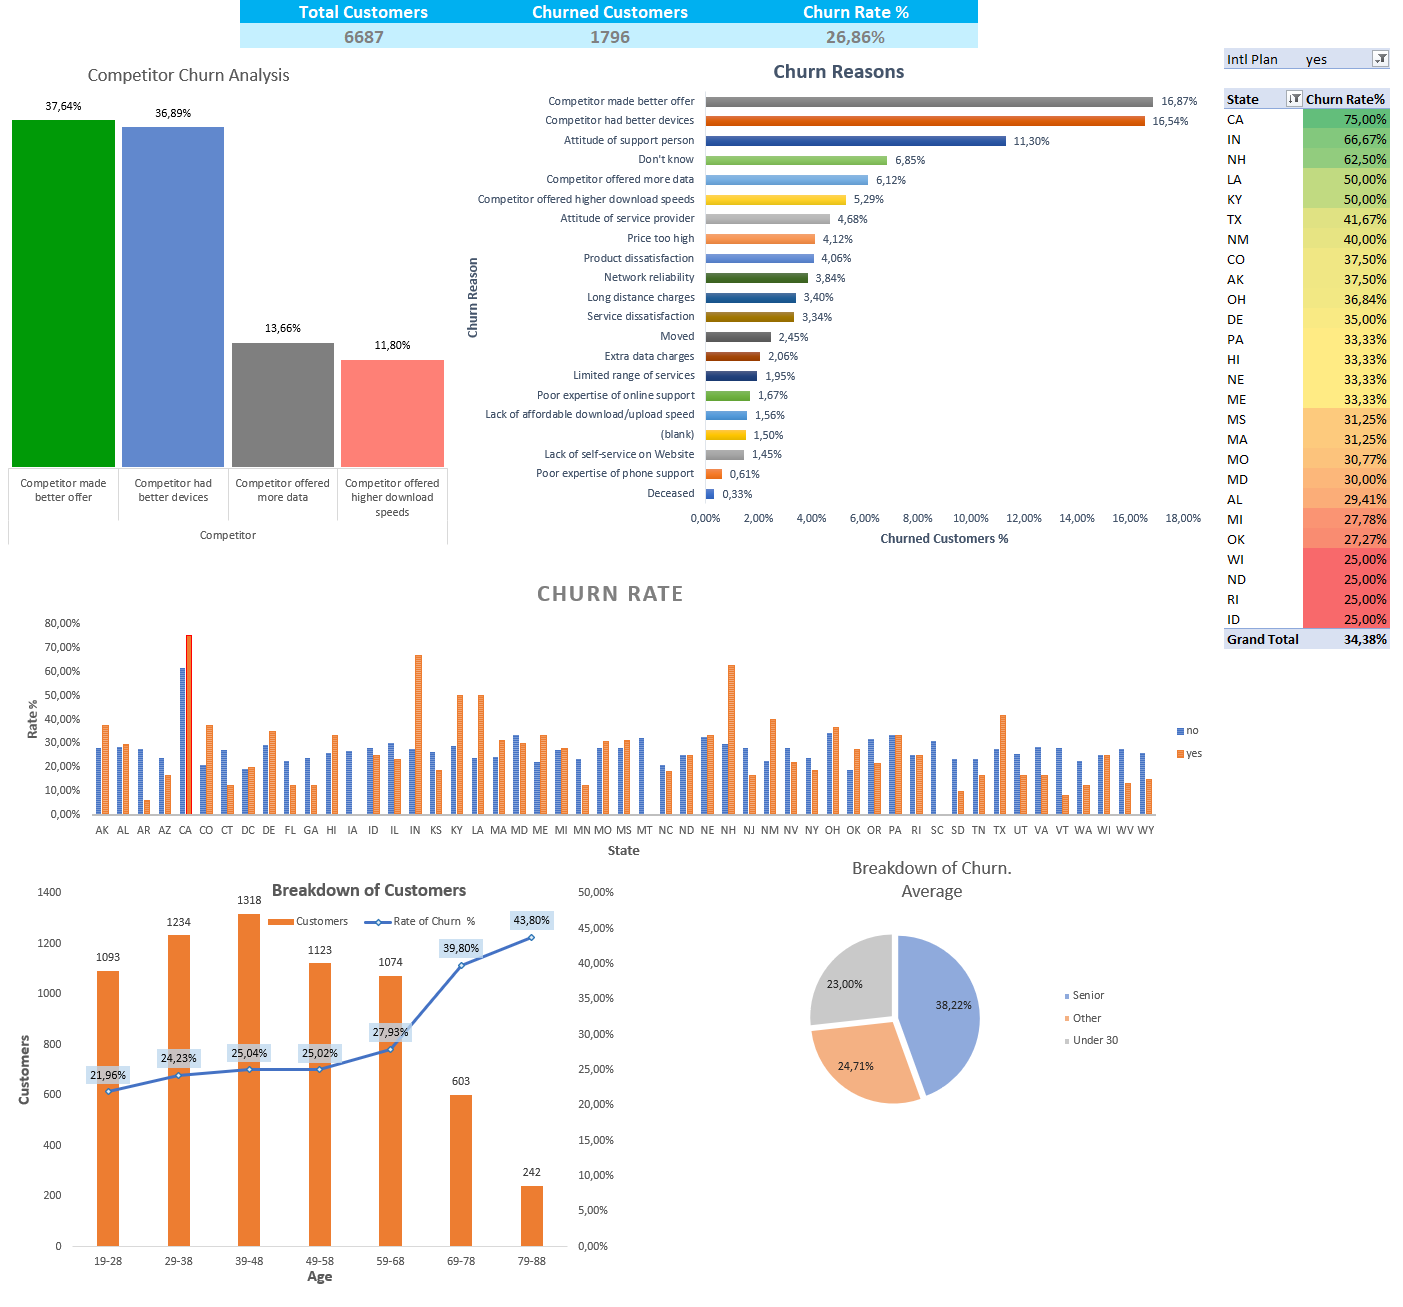 Total Customers Churned Customers Churn Rate %
6687 1796 26,86%
Competitor Churn Analysis
37,64%
36,89%
13,66%
11,80%
Competitor made better offer
Competitor had better devices
Competitor offered more data
Competitor offered higher download speeds
Competitor
Churn Reasons
Churn Reason
Competitor made better offer 16,87%
Competitor had better devices 16,54%
Attitude of support person 11,30%
Don't know 6,85%
Competitor offered more data 6,12%
Competitor offered higher download speeds 5,29%
Attitude of service provider 4,68%
Price too high 4,12%
Product dissatisfaction 4,06%
Network reliability 3,84%
Long distance charges 3,40%
Service dissatisfaction 3,34%
Moved 2,45%
Extra data charges 2,06%
Limited range of services 1,95%
Poor expertise of online support 1,67%
Lack of affordable download/upload speed 1,56%
(blank) 1,50%
Lack of self-service on Website 1,45%
Poor expertise of phone support 0,61%
Deceased 0,33%
0,00% 2,00% 4,00% 6,00% 8,00% 10,00% 12,00% 14,00% 16,00% 18,00%
Churned Customers %
Intl Plan yes
State Churn Rate%
CA 75,00%
IN 66,67%
NH 62,50%
LA 50,00%
KY 50,00%
TX 41,67%
NM 40,00%
CO 37,50%
AK 37,50%
OH 36,84%
DE 35,00%
PA 33,33%
HI 33,33%
NE 33,33%
ME 33,33%
MS 31,25%
MA 31,25%
MO 30,77%
MD 30,00%
AL 29,41%
MI 27,78%
OK 27,27%
WI 25,00%
ND 25,00%
RI 25,00%
ID 25,00%
Grand Total 34,38%
CHURN RATE
Rate%
80,00%
70,00%
60,00%
50,00%
40,00%
30,00%
20,00%
10,00%
0,00%
AK AL AR AZ CA CO CT DC DE FL GA HI IA ID IL IN KS KY LA MA MD ME MI MN MO MS MT NC ND NE NH NJ NM NV NY OH OK OR PA RI SC SD TN TX UT VA VT WA WI WV WY
State
no
yes
Breakdown of Customers
Customers Rate of Churn %
Customers
1400
1200
1000
800
600
400
200
0
1093
1234
1318
1123
1074
603
242
21,96%
24,23%
25,04%
25,02%
27,93%
39,80%
43,80%
50,00%
45,00%
40,00%
35,00%
30,00%
25,00%
20,00%
15,00%
10,00%
5,00%
0,00%
19-28 29-38 39-48 49-58 59-68 69-78 79-88
Age
Breakdown of Churn.
Average
23,00%
38,22%
24,71%
Senior
Other
Under 30